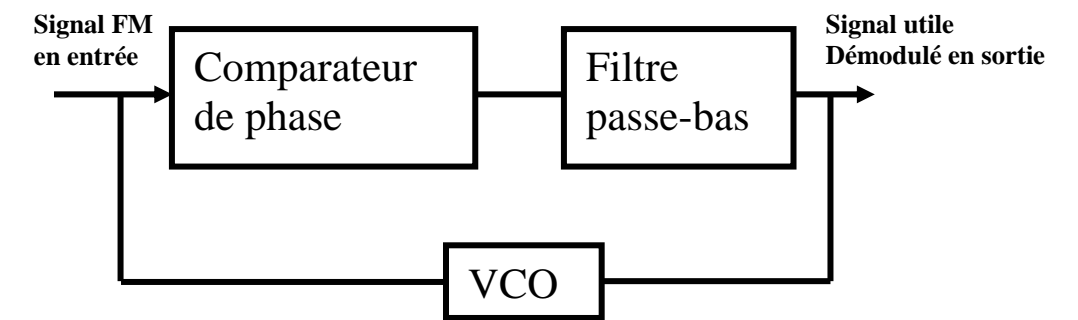 Signal FM
en entrée
Comparateur
de phase
Filtre
passe-bas
Signal utile
Démodulé en sortie
VCO